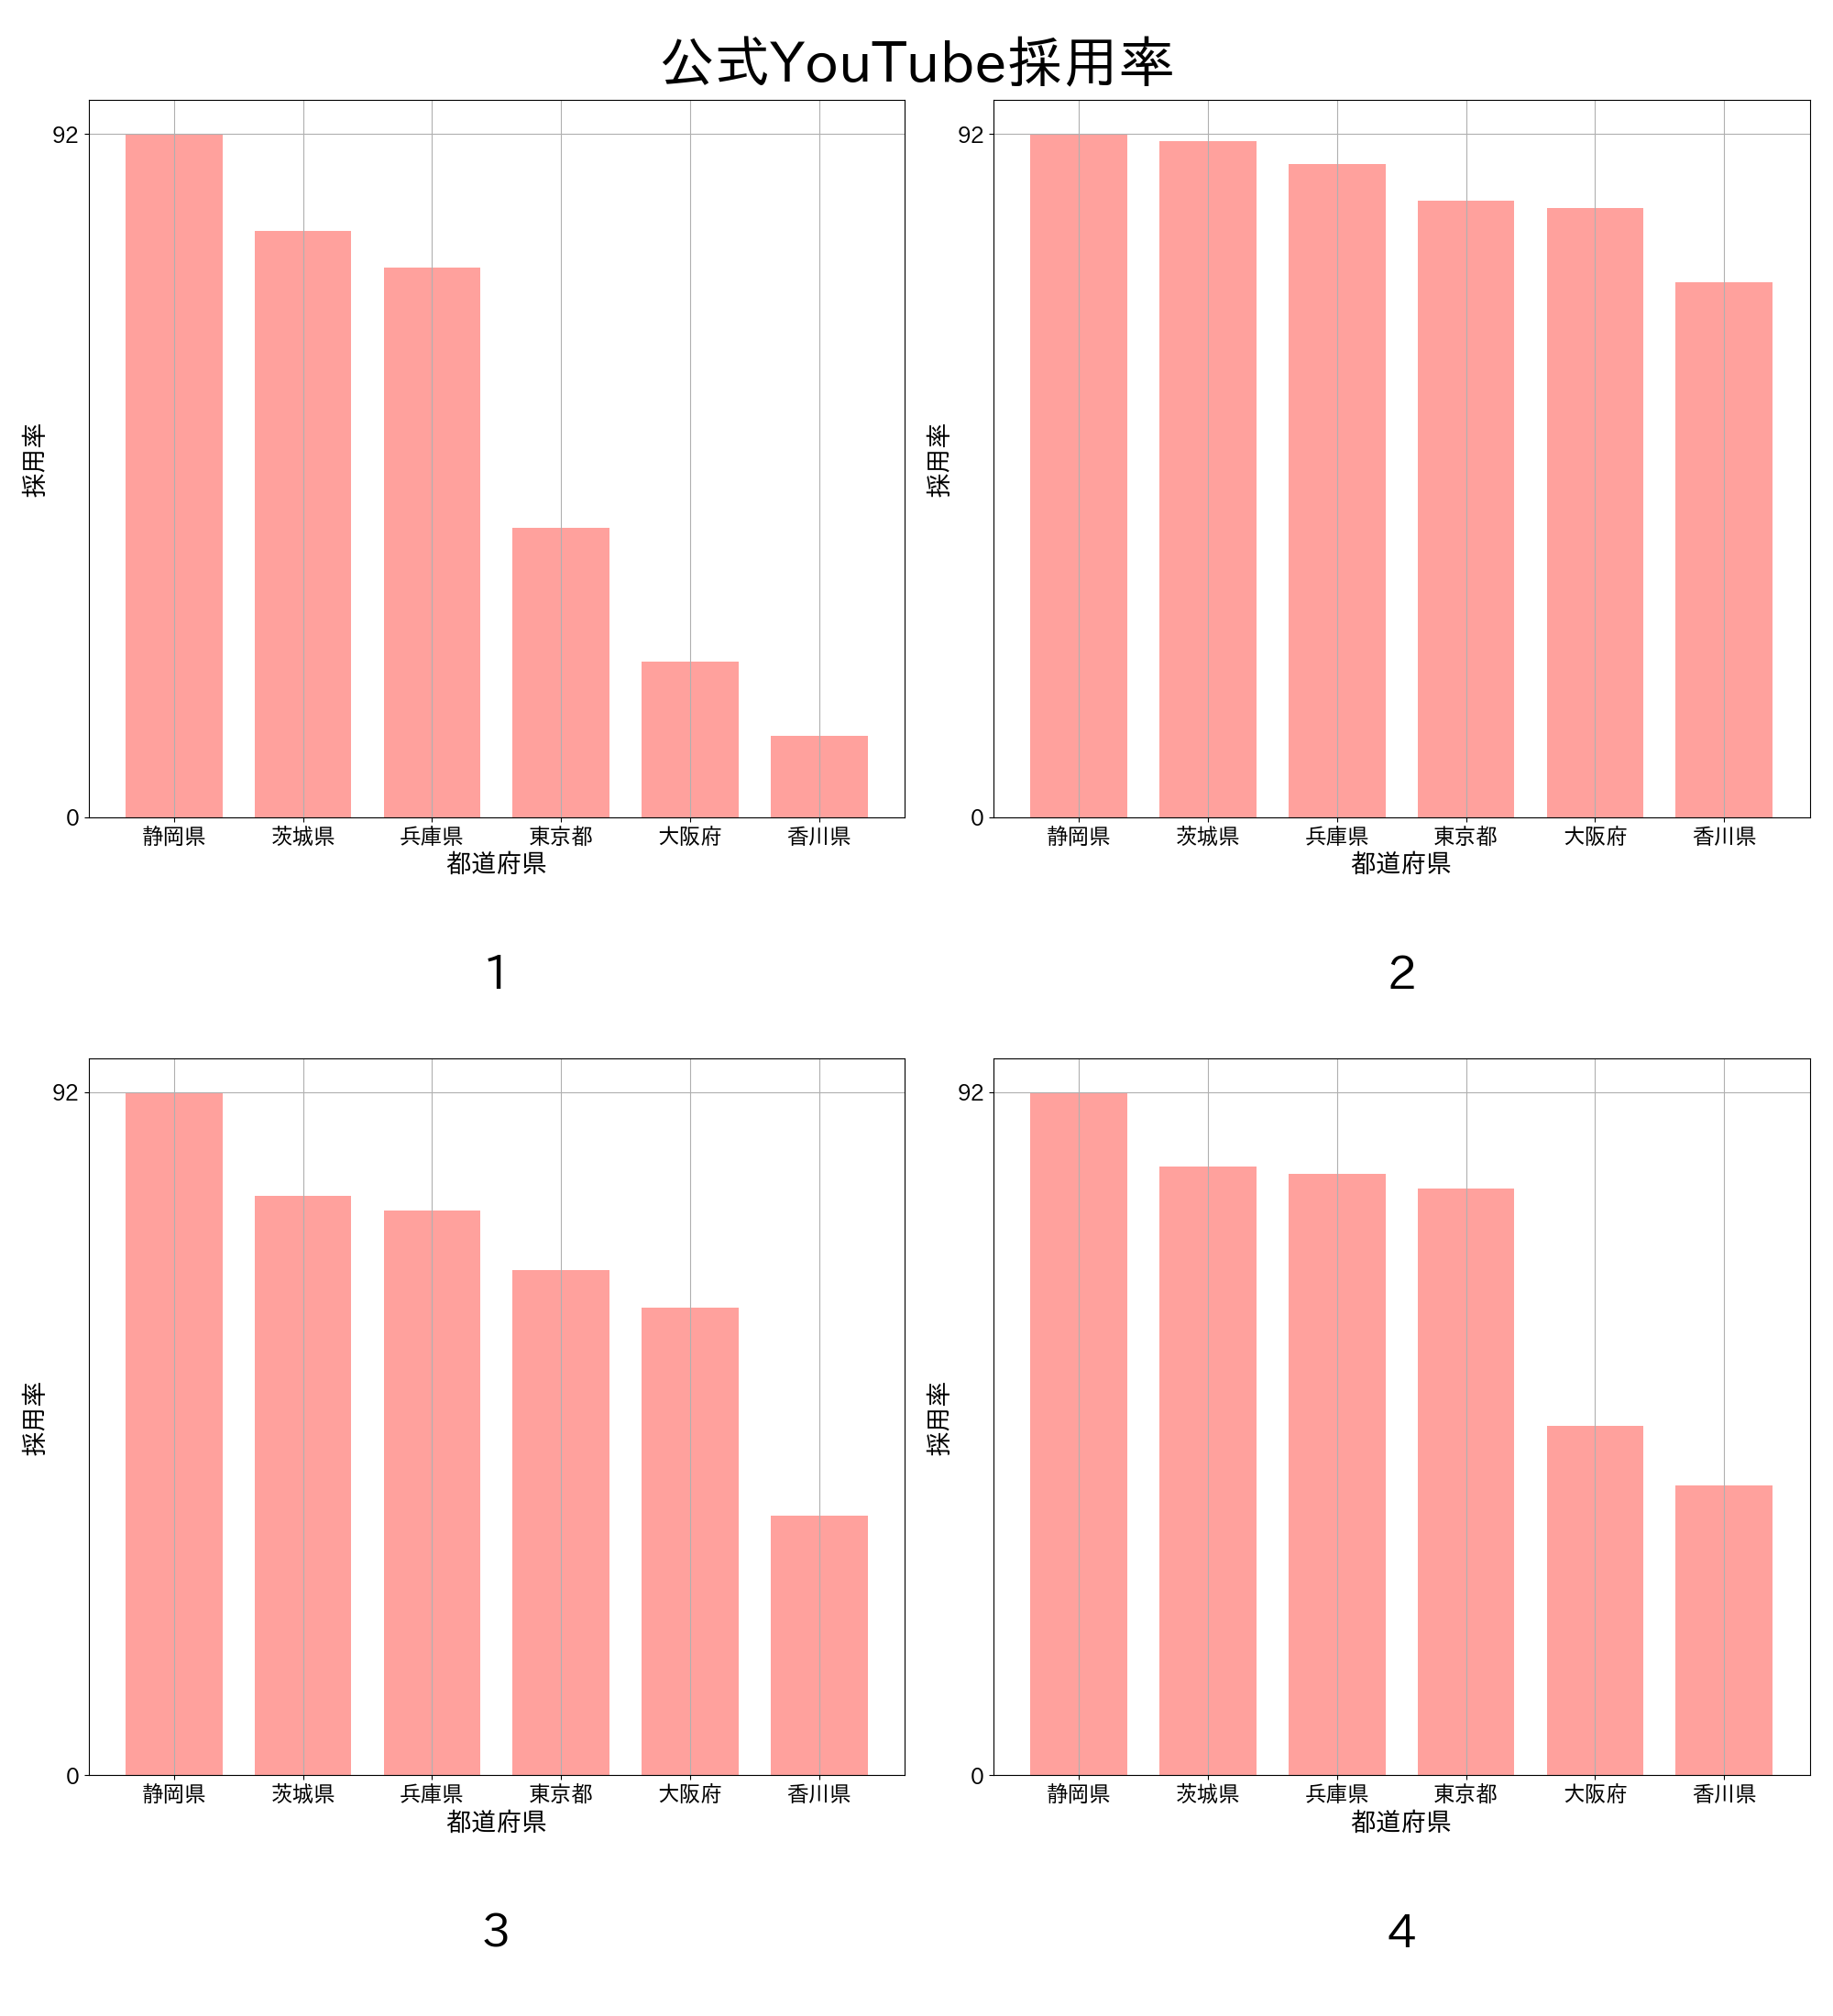 公式YouTube採用率
92
0
採用率
静岡県 茨城県 兵庫県 東京都 大阪府 香川県
都道府県
1
92
0
採用率
静岡県 茨城県 兵庫県 東京都 大阪府 香川県
都道府県
2
92
0
採用率
静岡県 茨城県 兵庫県 東京都 大阪府 香川県
都道府県
3
92
0
採用率
静岡県 茨城県 兵庫県 東京都 大阪府 香川県
都道府県
4